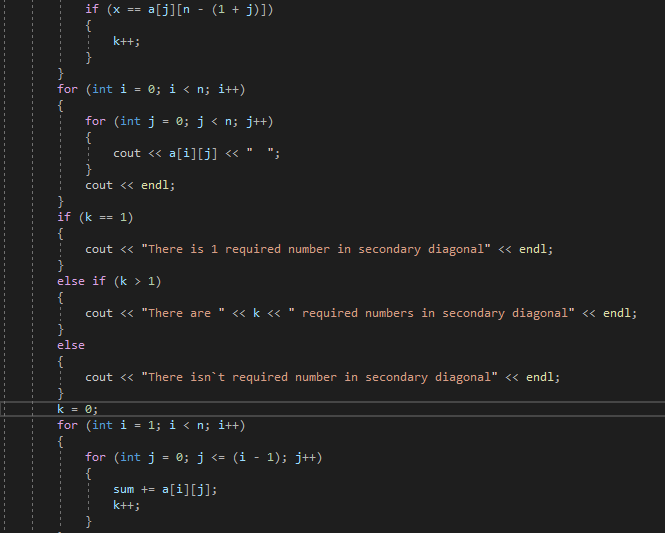 if (x == a[j][n - (1 + j)])
{
k++;
}
}
for (int i = 0; i < n; i++)
{
for (int j = 0; j < n; j++)
{
cout << a[i][j] << "  ";
}
cout << endl;
}
if (k == 1)
{
cout << "There is 1 required number in secondary diagonal" << endl;
}
else if (k > 1)
{
cout << "There are " << k << " required numbers in secondary diagonal" << endl;
}
else
{
cout << "There isn`t required number in secondary diagonal" << endl;
}
k = 0;
for (int i = 1; i < n; i++)
{
for (int j = 0; j <= (i - 1); j++)
{
sum += a[i][j];
k++;
}